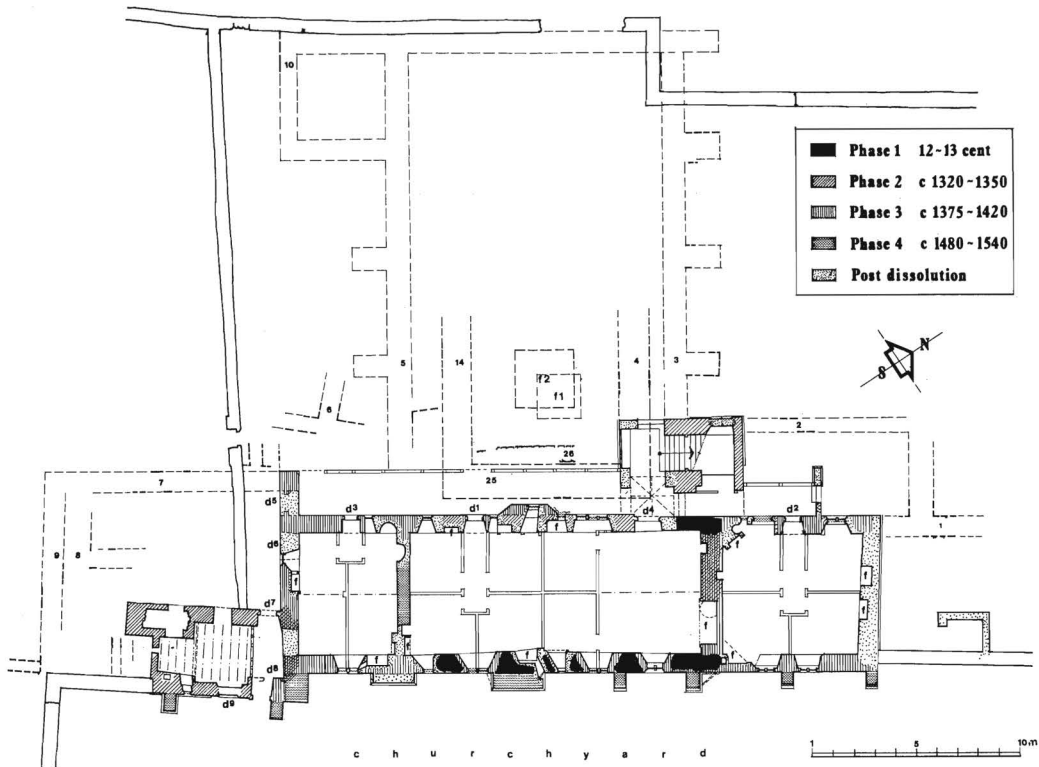 10
Phase 1 12-13 cent
Phase 2 c 1320-1350
Phase 3 c 1375-1420
Phase 4 c 1480-1540
Post dissolution
N
S
5
14
4
3
f2
f1
6
2
26
25
7
d5
d3
d1
d4
d2
1
f
f
f
f
9
8
d6
f
f
d7
f
f
f
d8
f
f
f
d9
c h u r c h y a r d
1 5 10m